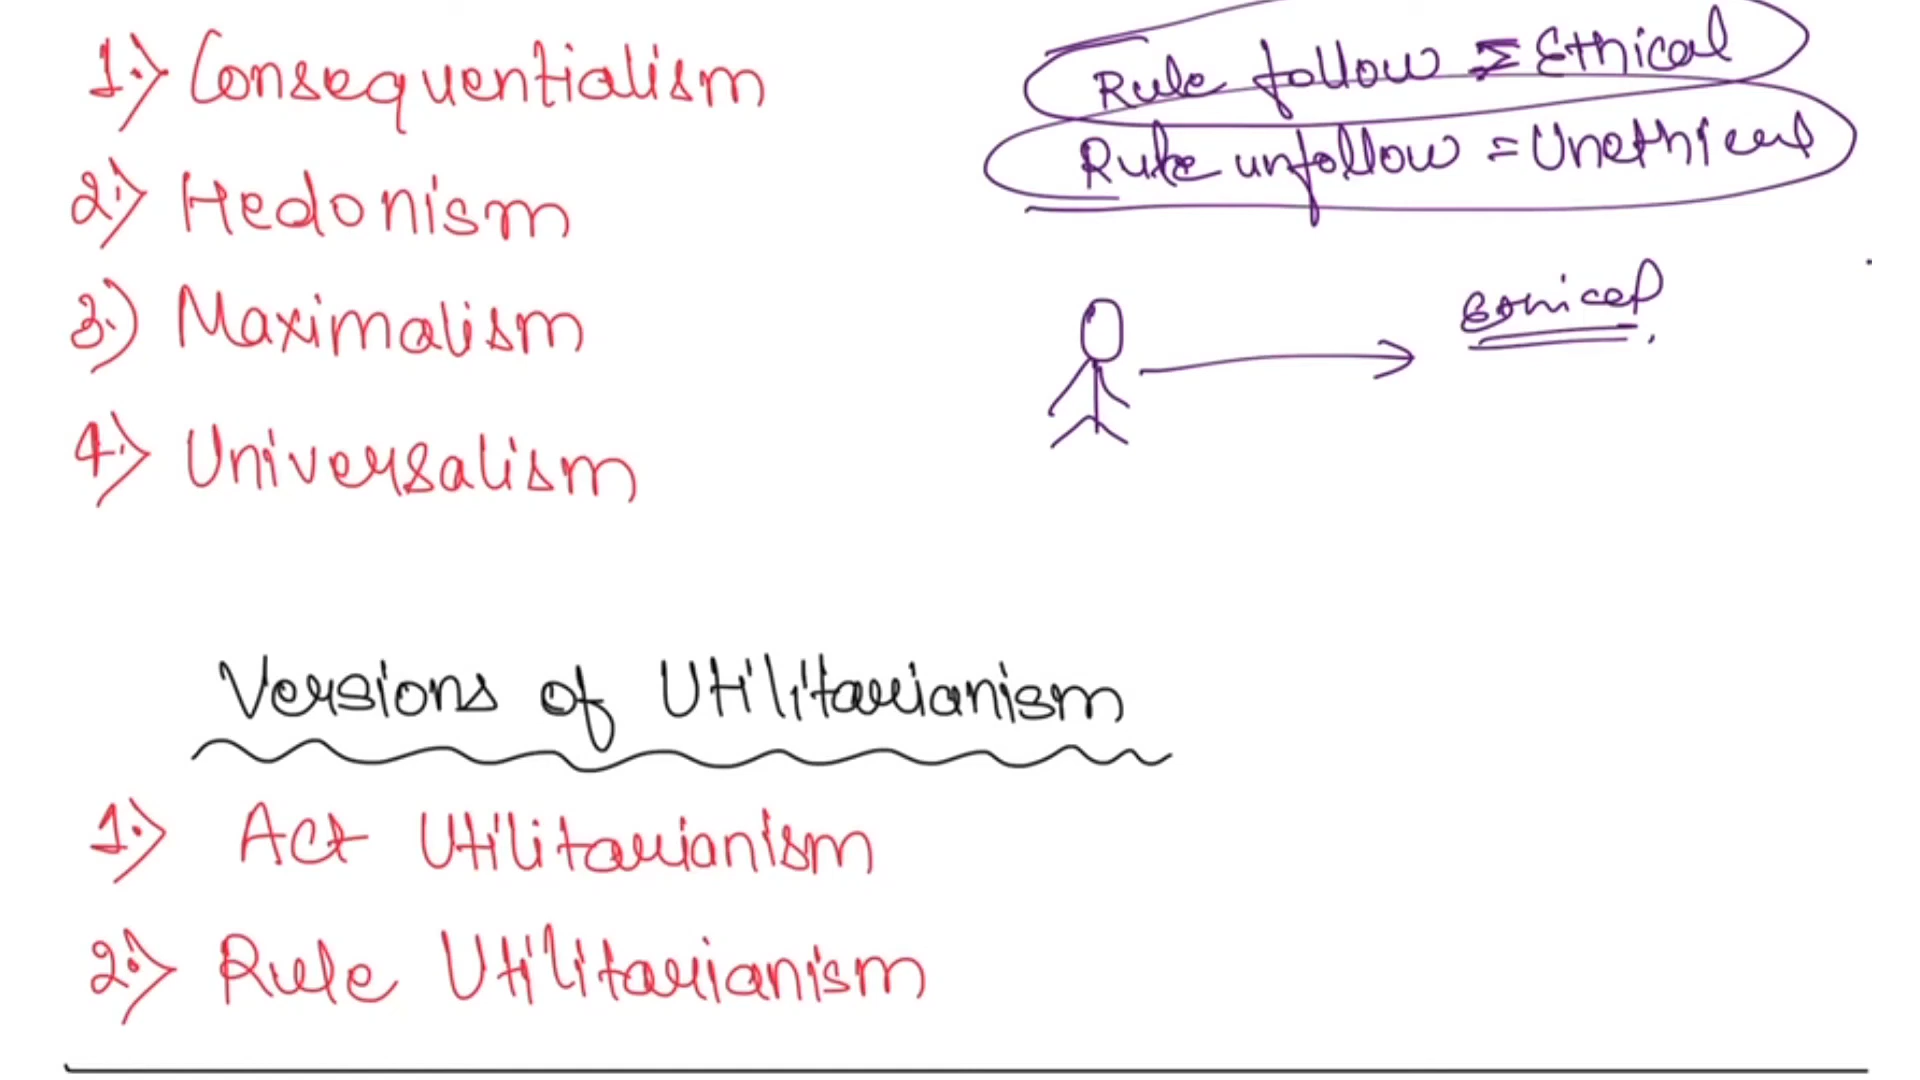 1.) Consequentialism
2.) Hedonism
3.) Maximalism
4.) Universalism
Rule follow = Ethical
Rule unfollow = Unethical
Versions of Utilitarianism
1.) Act Utilitarianism
2.) Rule Utilitarianism